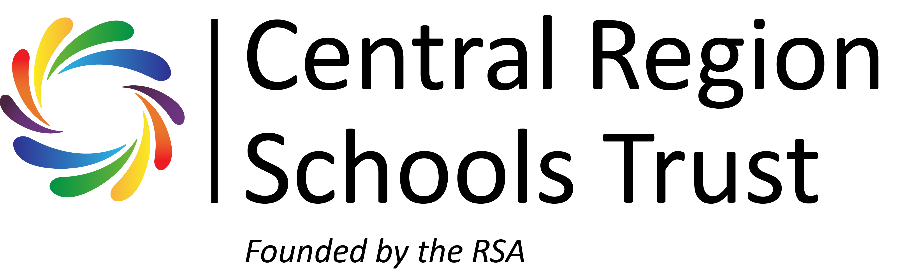 Central Region
Schools Trust
Founded by the RSA